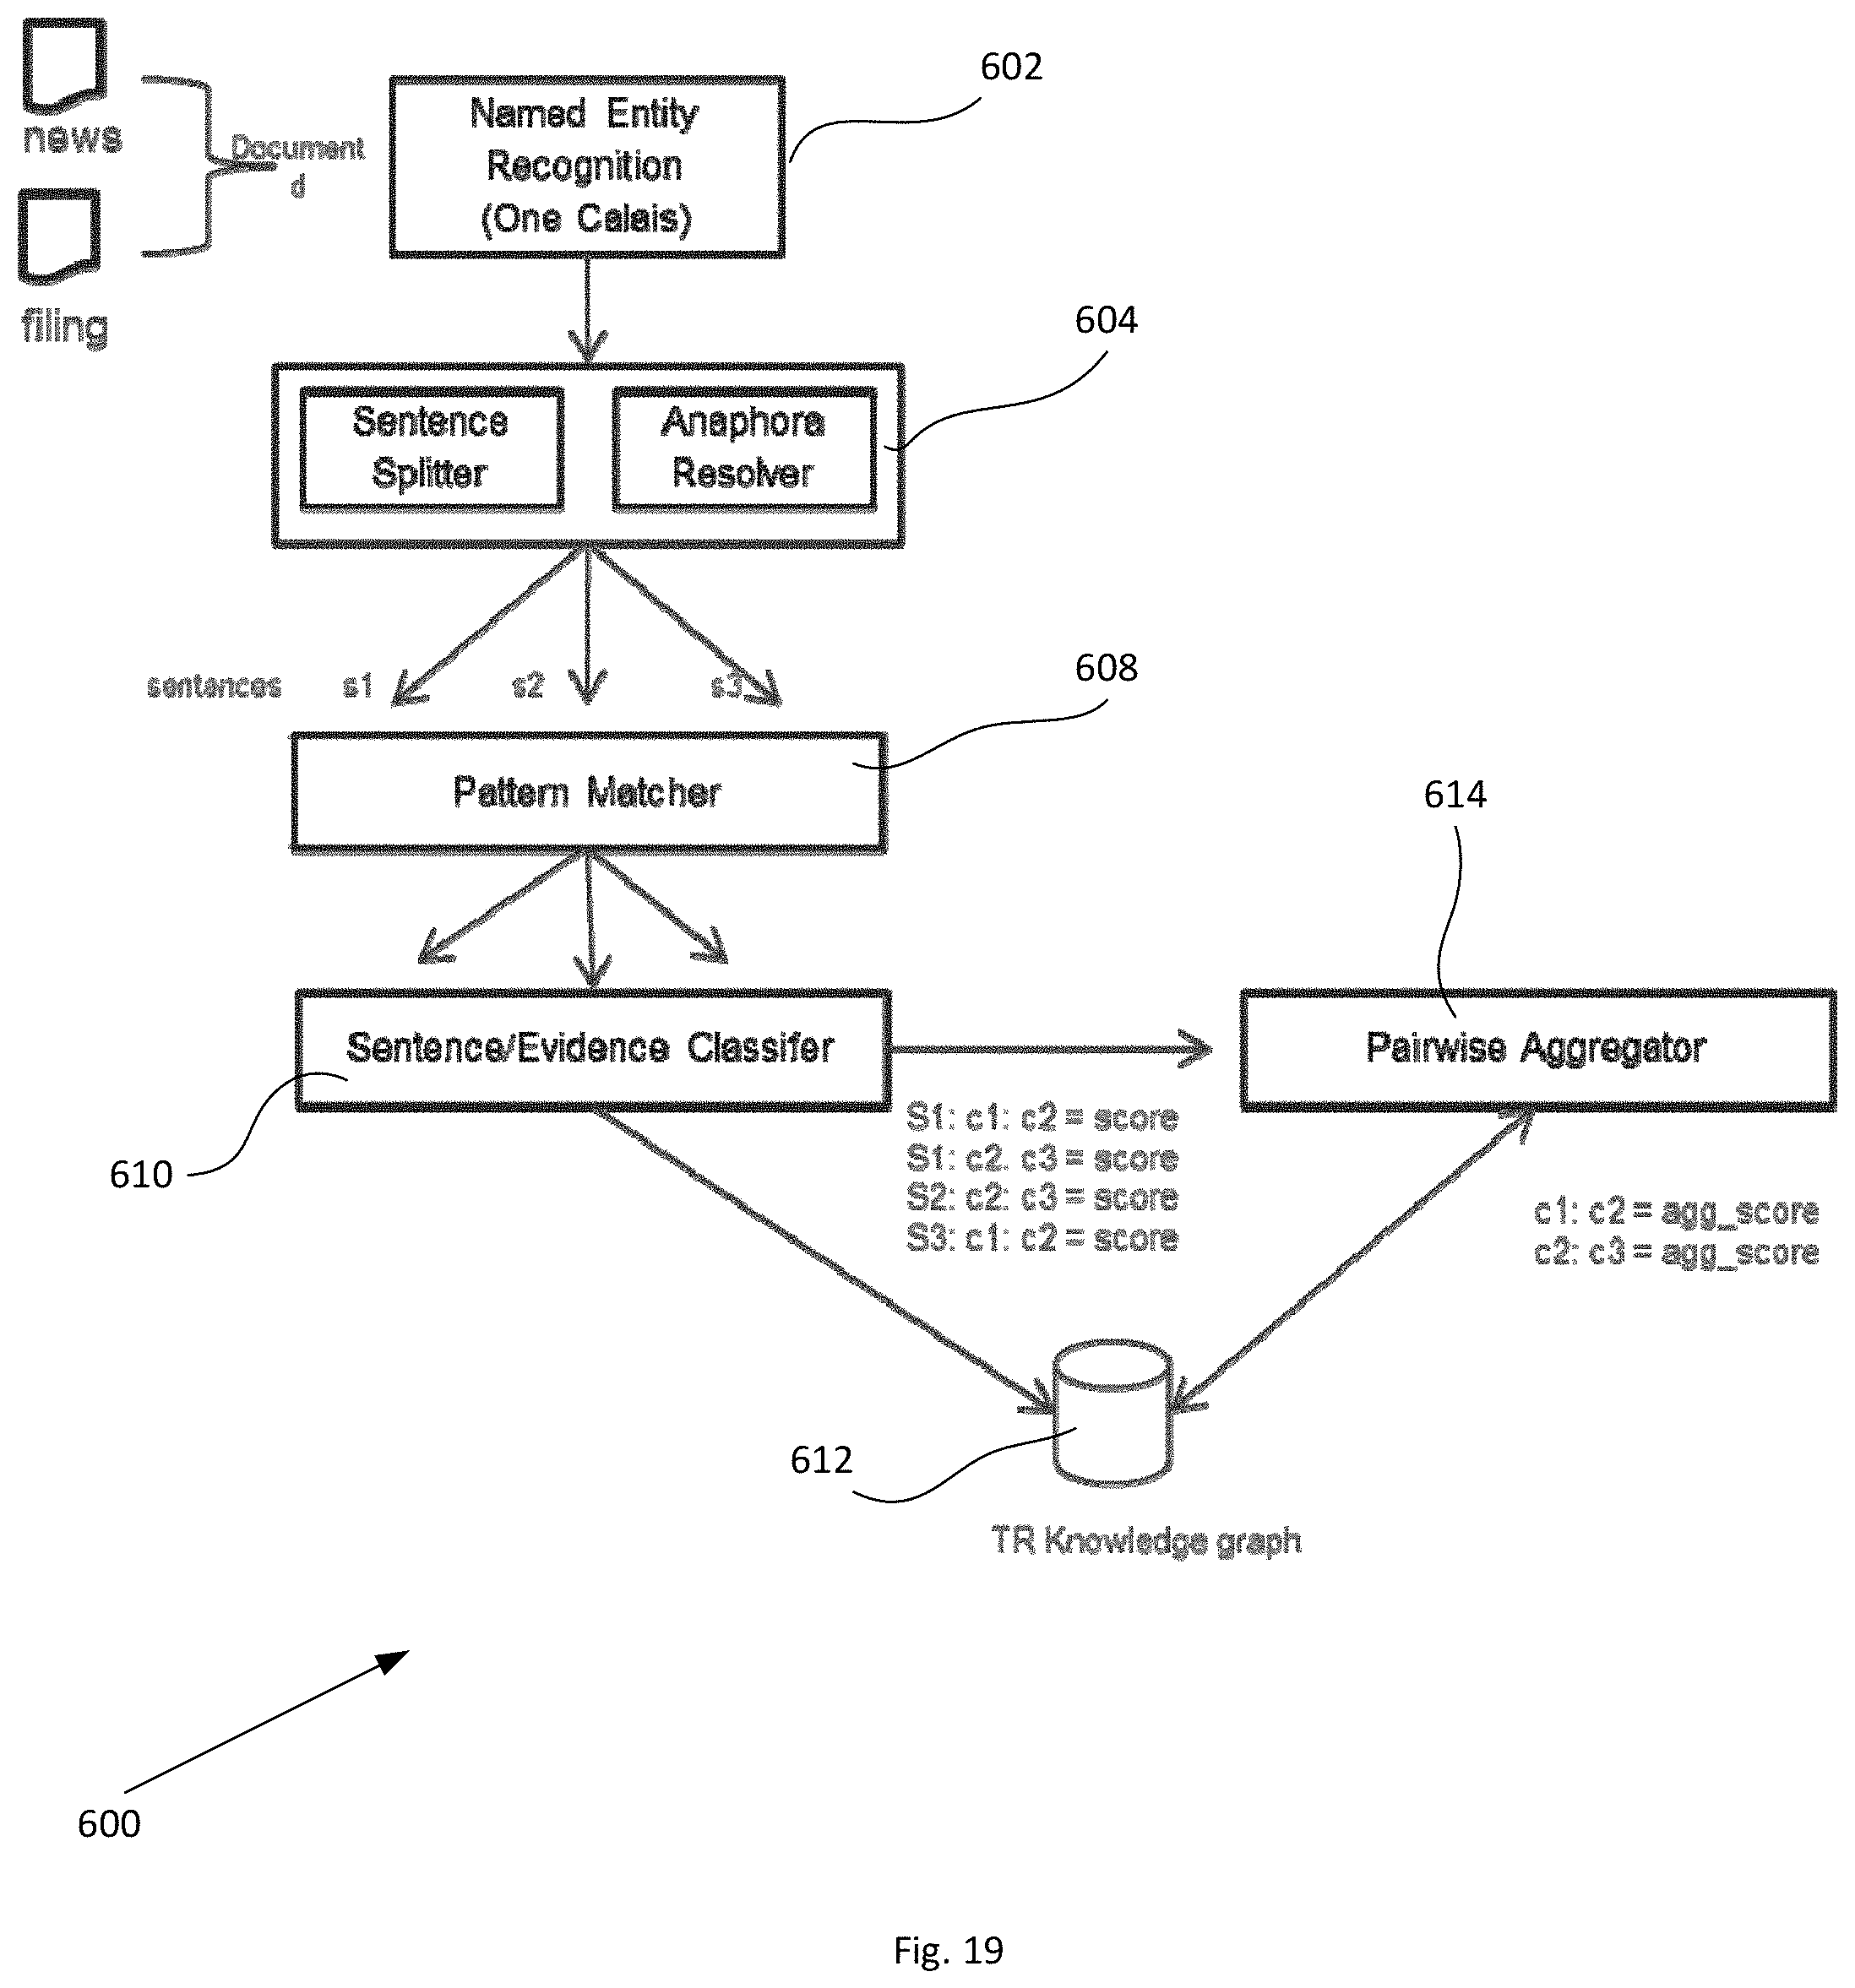 news
filing
Document
d
602
Named Entity
Recognition
(One Calais)
604
Sentence
Splitter
Anaphora
Resolver
sentences s1 s2 s3
608
Pattern Matcher
614
Sentence/Evidence Classifer
Pairwise Aggregator
610
S1: c1: c2 = score
S1: c2. c3 = score
S2: c2: c3 = score
S3: c1: c2 = score
c1: c2 = agg_score
c2: c3 = agg_score
612
TR Knowledge graph
600
Fig. 19